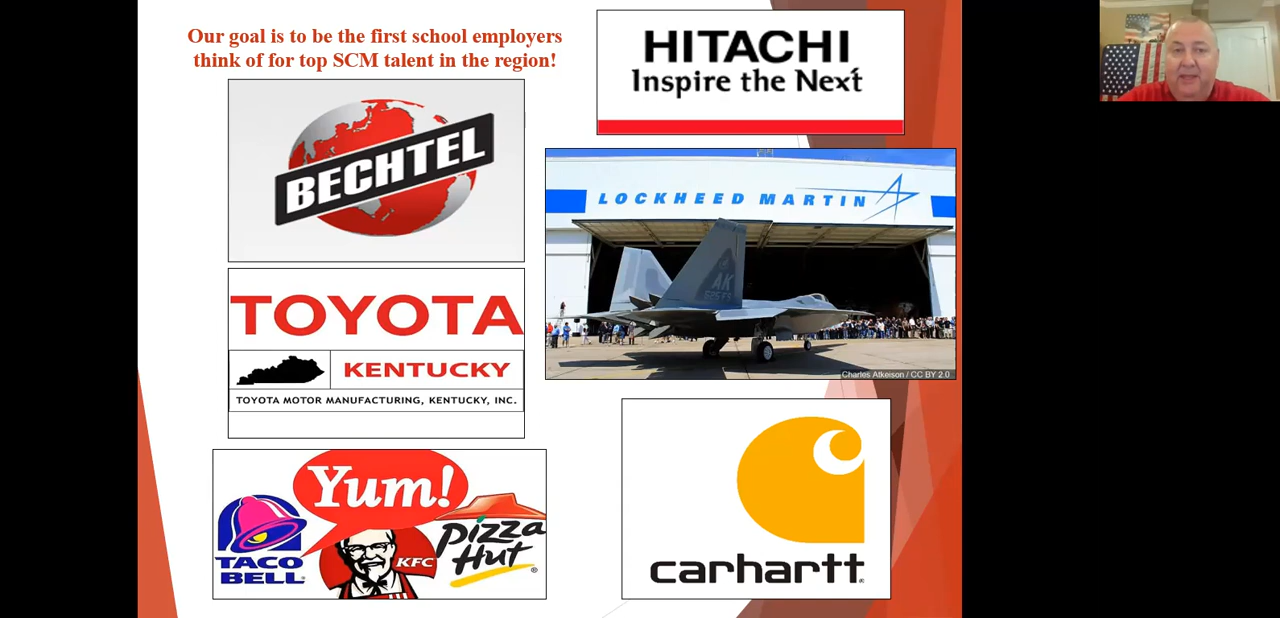 Our goal is to be the first school employers
think of for top SCM talent in the region!
HITACHI
Inspire the Next
BECHTEL
LOCKHEED MARTIN
AK
Charles Atkeison / CC BY 2.0
TOYOTA
KENTUCKY
TOYOTA MOTOR MANUFACTURING, KENTUCKY, INC.
Yum!
TACO
BELL®
KFC
Pizza
Hut®
carhartt®